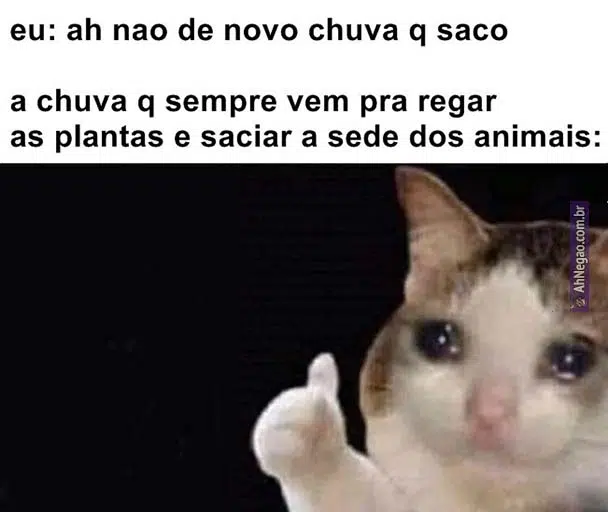 eu: ah nao de novo chuva q saco
a chuva q sempre vem pra regar
as plantas e saciar a sede dos animais:
AhNegao.com.br